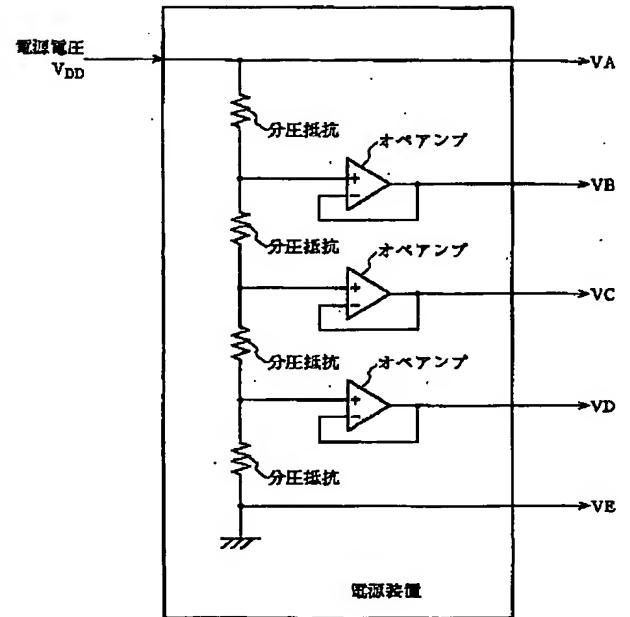 電源電圧
VDD
VA
分圧抵抗
オペアンプ
+
-
VB
分圧抵抗
オペアンプ
+
-
VC
分圧抵抗
オペアンプ
+
-
VD
分圧抵抗
VE
電源装置